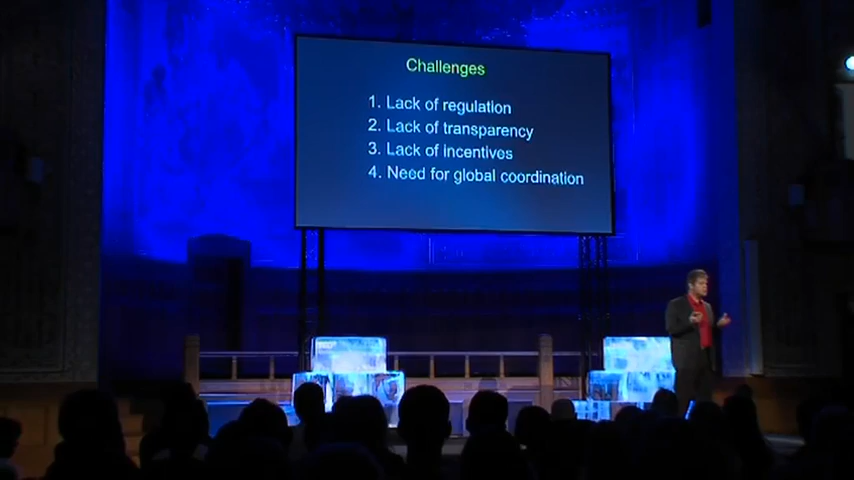 Challenges
1. Lack of regulation
2. Lack of transparency
3. Lack of incentives
4. Need for global coordination